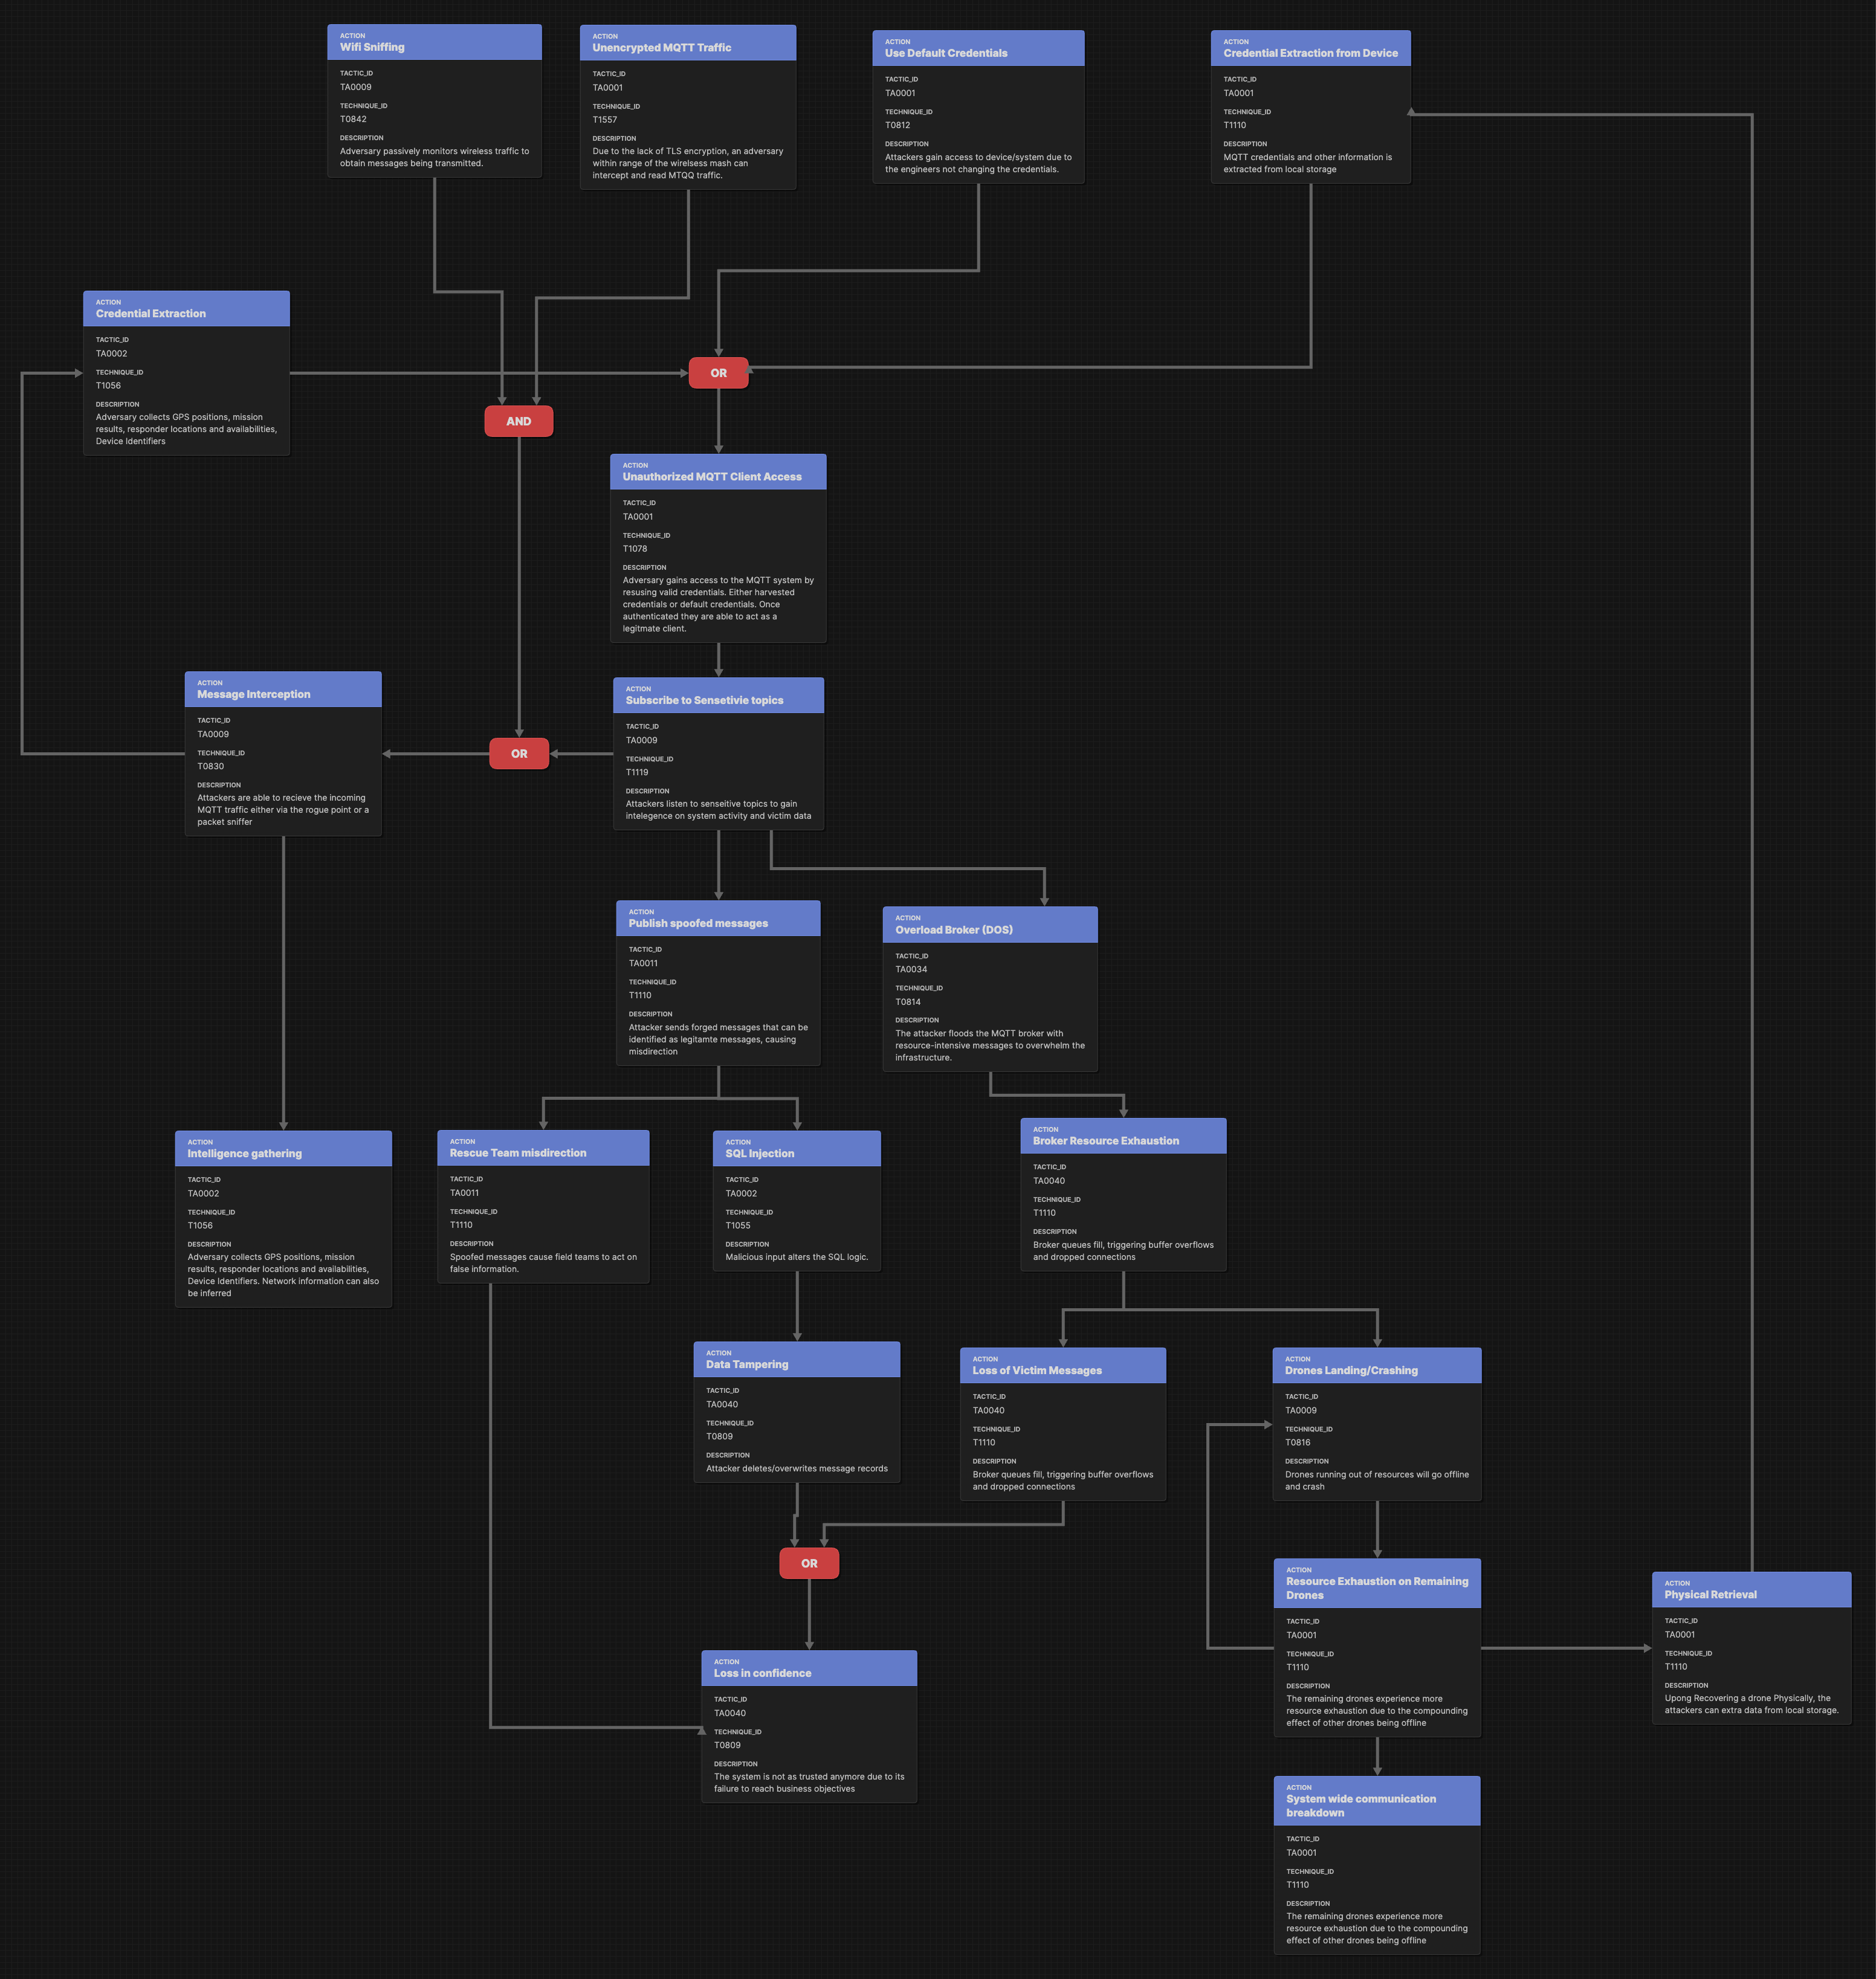 ACTION
Wifi Sniffing
TACTIC_ID
TA0009
TECHNIQUE_ID
T0842
DESCRIPTION
Adversary passively monitors wireless traffic to
obtain messages being transmitted.
ACTION
Unencrypted MQTT Traffic
TACTIC_ID
TA0001
TECHNIQUE_ID
T1557
DESCRIPTION
Due to the lack of TLS encryption, an adversary
within range of the wirelsess mash can
intercept and read MTQQ traffic.
ACTION
Use Default Credentials
TACTIC_ID
TA0001
TECHNIQUE_ID
T0812
DESCRIPTION
Attackers gain access to device/system due to
the engineers not changing the credentials.
ACTION
Credential Extraction from Device
TACTIC_ID
TA0001
TECHNIQUE_ID
T1110
DESCRIPTION
MQTT credentials and other information is
extracted from local storage
ACTION
Credential Extraction
TACTIC_ID
TA0002
TECHNIQUE_ID
T1056
DESCRIPTION
Adversary collects GPS positions, mission
results, responder locations and availabilities,
Device Identifiers
OR
AND
ACTION
Unauthorized MQTT Client Access
TACTIC_ID
TA0001
TECHNIQUE_ID
T1078
DESCRIPTION
Adversary gains access to the MQTT system by
resusing valid credentials. Either harvested
credentials or default credentials. Once
authenticated they are able to act as a
legitmate client.
ACTION
Message Interception
TACTIC_ID
TA0009
TECHNIQUE_ID
T0830
DESCRIPTION
Attackers are able to recieve the incoming
MQTT traffic either via the rogue point or a
packet sniffer
OR
ACTION
Subscribe to Sensetivie topics
TACTIC_ID
TA0009
TECHNIQUE_ID
T1119
DESCRIPTION
Attackers listen to senseitive topics to gain
intelegence on system activity and victim data
ACTION
Publish spoofed messages
TACTIC_ID
TA0011
TECHNIQUE_ID
T1110
DESCRIPTION
Attacker sends forged messages that can be
identified as legitamte messages, causing
misdirection
ACTION
Overload Broker (DOS)
TACTIC_ID
TA0034
TECHNIQUE_ID
T0814
DESCRIPTION
The attacker floods the MQTT broker with
resource-intensive messages to overwhelm the
infrastructure.
ACTION
Intelligence gathering
TACTIC_ID
TA0002
TECHNIQUE_ID
T1056
DESCRIPTION
Adversary collects GPS positions, mission
results, responder locations and availabilities,
Device Identifiers. Network information can also
be inferred
ACTION
Rescue Team misdirection
TACTIC_ID
TA0011
TECHNIQUE_ID
T1110
DESCRIPTION
Spoofed messages cause field teams to act on
false information.
ACTION
SQL Injection
TACTIC_ID
TA0002
TECHNIQUE_ID
T1055
DESCRIPTION
Malicious input alters the SQL logic.
ACTION
Broker Resource Exhaustion
TACTIC_ID
TA0040
TECHNIQUE_ID
T1110
DESCRIPTION
Broker queues fill, triggering buffer overflows
and dropped connections
ACTION
Data Tampering
TACTIC_ID
TA0040
TECHNIQUE_ID
T0809
DESCRIPTION
Attacker deletes/overwrites message records
ACTION
Loss of Victim Messages
TACTIC_ID
TA0040
TECHNIQUE_ID
T1110
DESCRIPTION
Broker queues fill, triggering buffer overflows
and dropped connections
ACTION
Drones Landing/Crashing
TACTIC_ID
TA0009
TECHNIQUE_ID
T0816
DESCRIPTION
Drones running out of resources will go offline
and crash
OR
ACTION
Resource Exhaustion on Remaining
Drones
TACTIC_ID
TA0001
TECHNIQUE_ID
T1110
DESCRIPTION
The remaining drones experience more
resource exhaustion due to the compounding
effect of other drones being offline
ACTION
Physical Retrieval
TACTIC_ID
TA0001
TECHNIQUE_ID
T1110
DESCRIPTION
Upong Recovering a drone Physically, the
attackers can extra data from local storage.
ACTION
Loss in confidence
TACTIC_ID
TA0040
TECHNIQUE_ID
T0809
DESCRIPTION
The system is not as trusted anymore due to its
failure to reach business objectives
ACTION
System wide communication
breakdown
TACTIC_ID
TA0001
TECHNIQUE_ID
T1110
DESCRIPTION
The remaining drones experience more
resource exhaustion due to the compounding
effect of other drones being offline